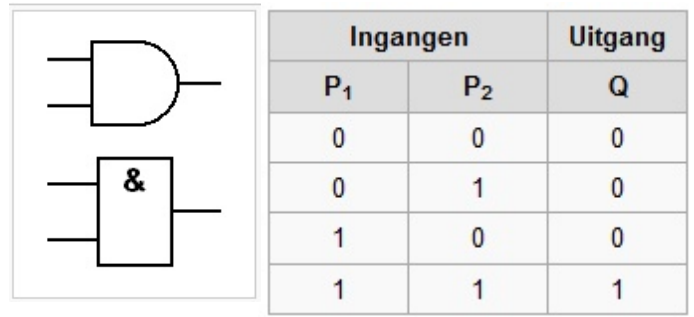 &
Ingangen Uitgang
P₁ P₂ Q
0 0 0
0 1 0
1 0 0
1 1 1